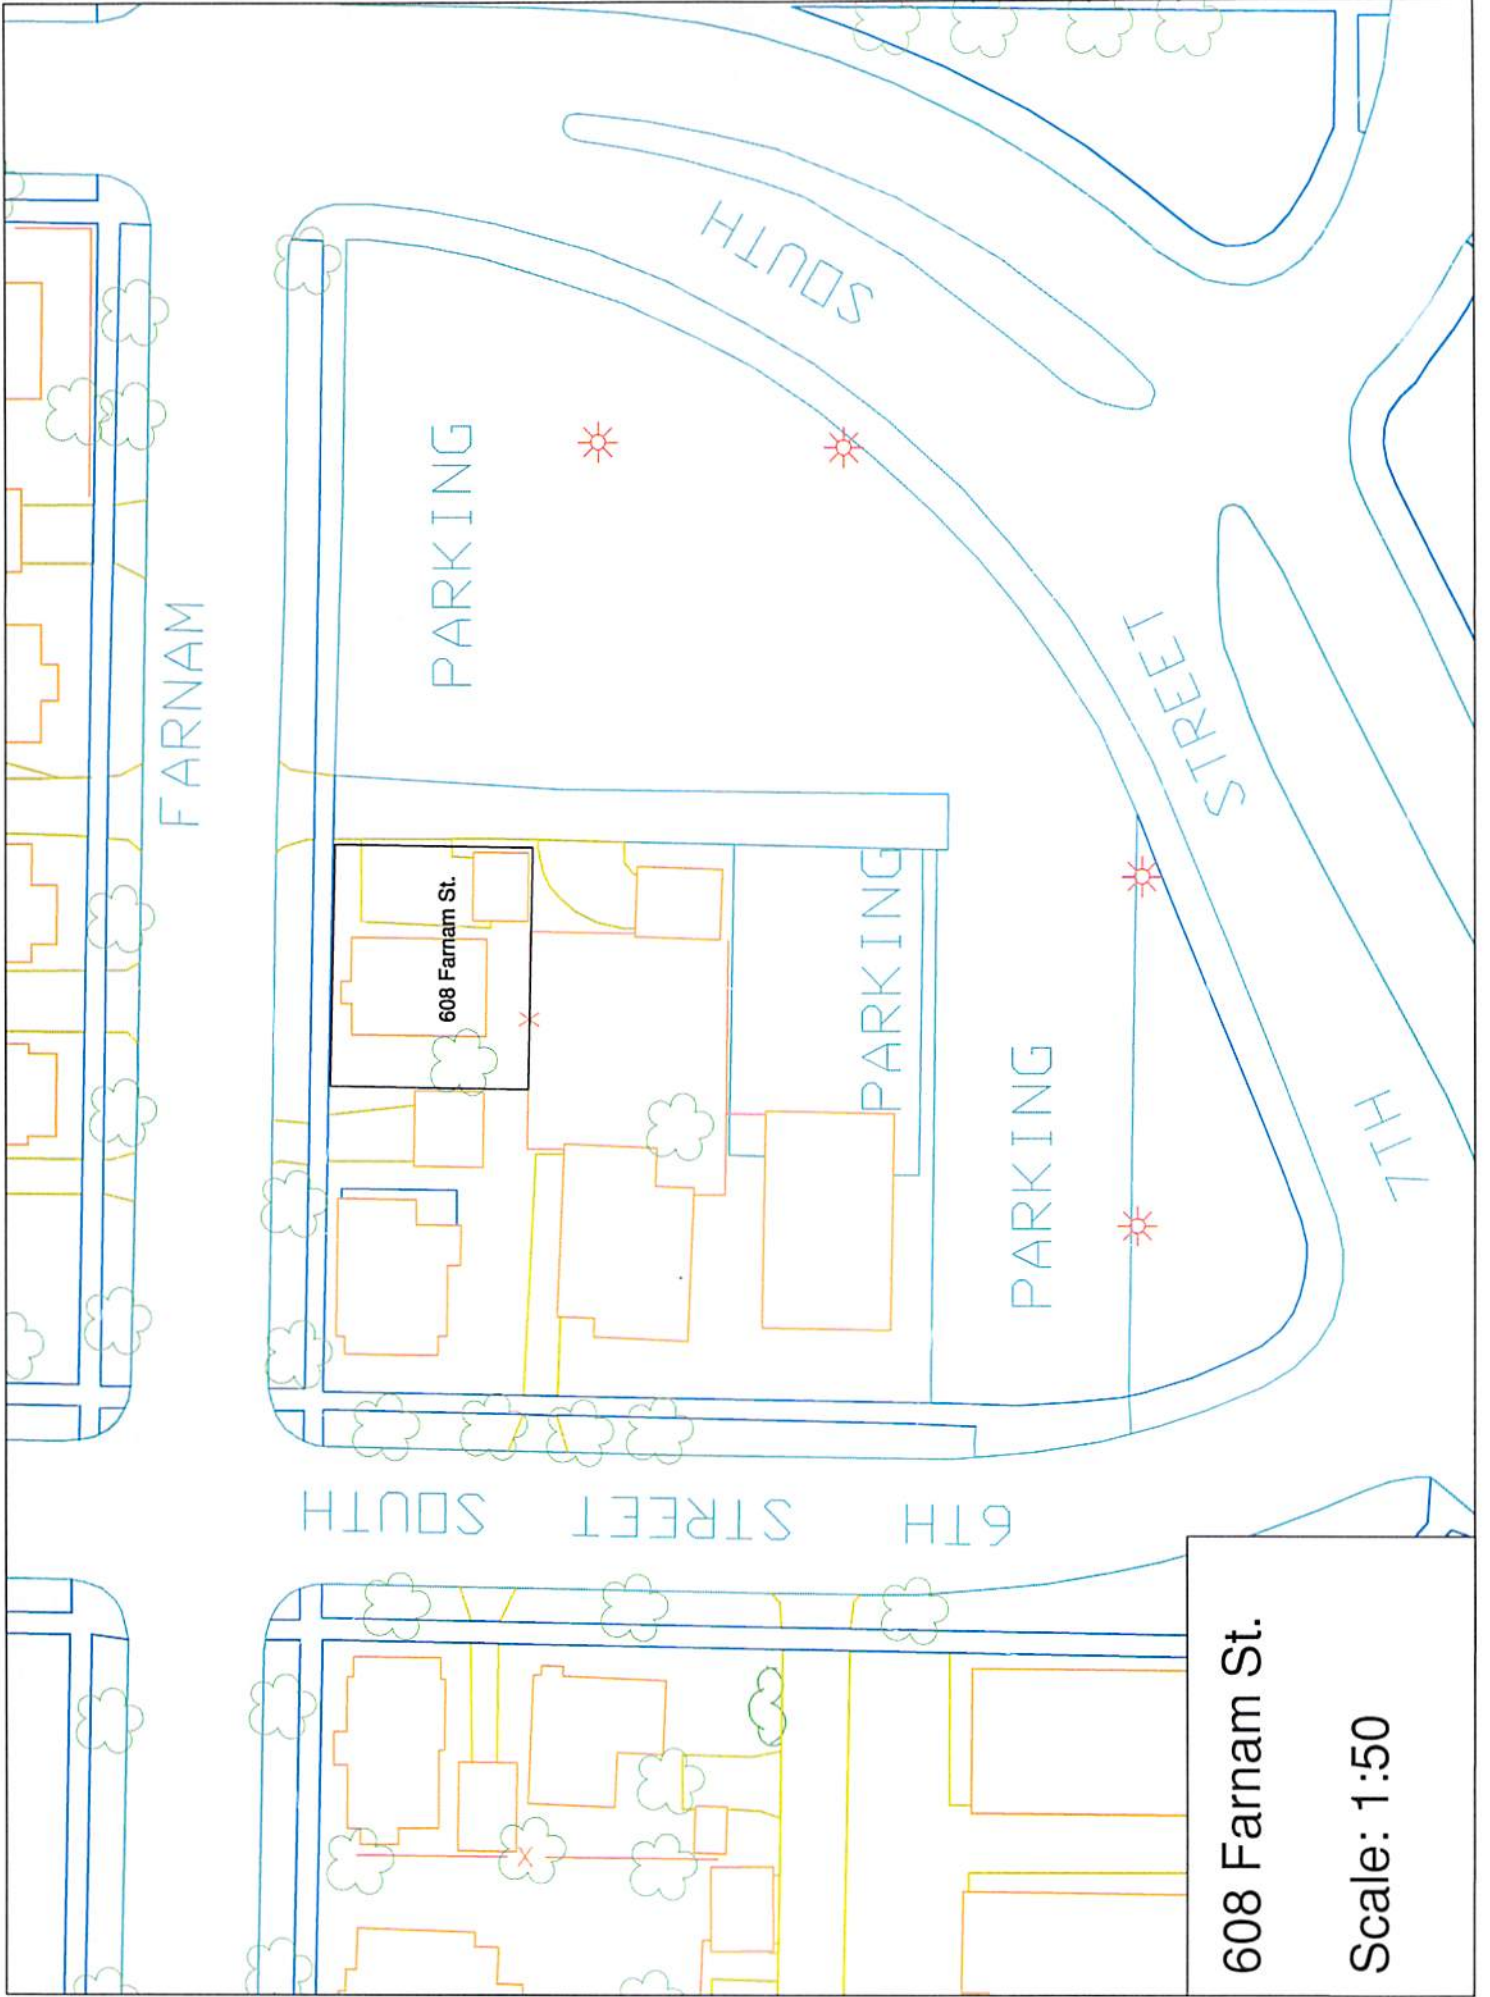 FARNAM
PARKING
SOUTH
608 Farnam St.
PARKING
PARKING
STREET
7TH
6TH STREET SOUTH
608 Farnam St.
Scale: 1:50